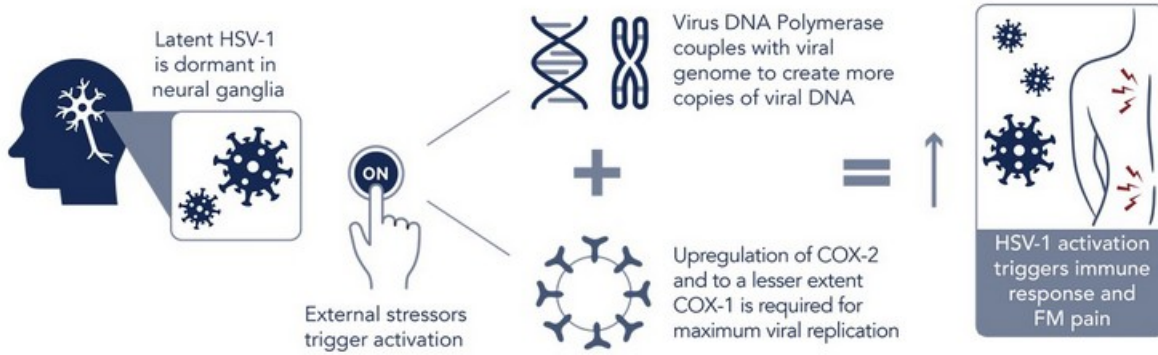 Latent HSV-1
is dormant in
neural ganglia
ON
External stressors
trigger activation
Virus DNA Polymerase
couples with viral
genome to create more
copies of viral DNA
+
Upregulation of COX-2
and to a lesser extent
COX-1 is required for
maximum viral replication
=
HSV-1 activation
triggers immune
response and
FM pain